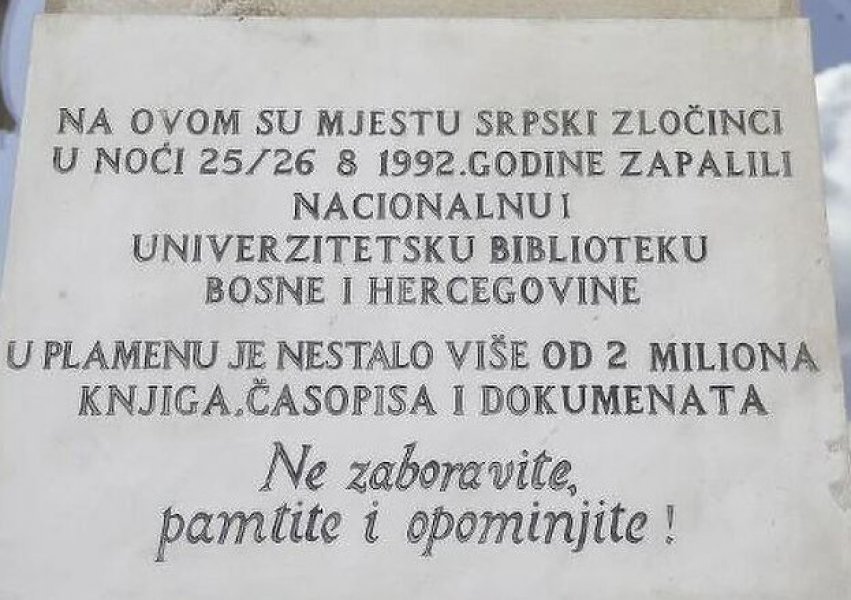 NA OVOM SU MJESTU SRPSKI ZLOČINCI
U NOĆI 25/26 8 1992.GODINE ZAPALILI
NACIONALNU I
UNIVERZITETSKU BIBLIOTEKU
BOSNE I HERCEGOVINE
U PLAMENU JE NESTALO VIŠE OD 2 MILIONA
KNJIGA, ČASOPISA I DOKUMENATA
Ne zaboravite,
pamtite i opominjite !